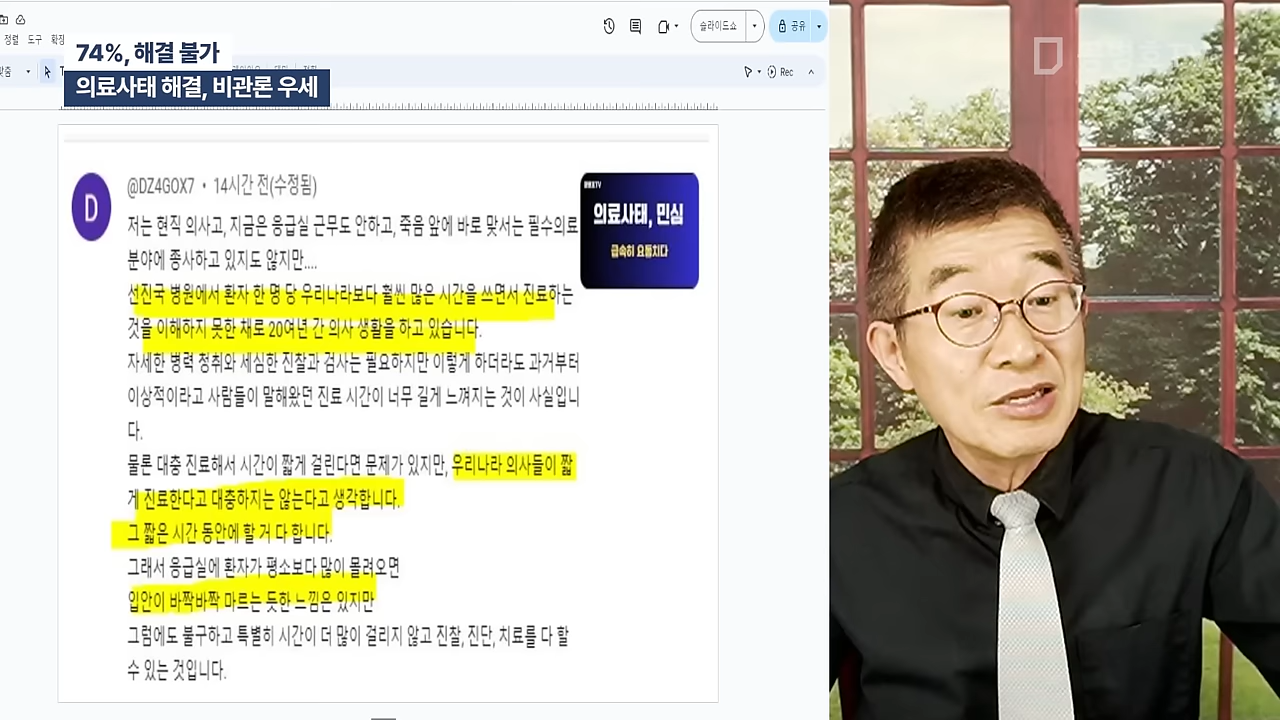 정렬 도구 확장
슬라이드쇼
공유
Rec
74%, 해결 불가
의료사태 해결, 비관론 우세
D
@DZ4GOX7 • 14시간 전(수정됨)
저는 현직 의사고, 지금은 응급실 근무도 안하고, 죽음 앞에 바로 맞서는 필수의료
분야에 종사하고 있지도 않지만....
선진국 병원에서 환자 한 명 당 우리나라보다 훨씬 많은 시간을 쓰면서 진료하는
것을 이해하지 못한 채로 20여년 간 의사 생활을 하고 있습니다.
자세한 병력 청취와 세심한 진찰과 검사는 필요하지만 이렇게 하더라도 과거부터
이상적이라고 사람들이 말해왔던 진료 시간이 너무 길게 느껴지는 것이 사실입니
다.
물론 대충 진료해서 시간이 짧게 걸린다면 문제가 있지만, 우리나라 의사들이 짧
게 진료한다고 대충하지는 않는다고 생각합니다.
그 짧은 시간 동안에 할 거 다 합니다.
그래서 응급실에 환자가 평소보다 많이 몰려오면
입안이 바짝바짝 마르는 듯한 느낌은 있지만
그럼에도 불구하고 특별히 시간이 더 많이 걸리지 않고 진찰, 진단, 치료를 다 할
수 있는 것입니다.
의료사태, 민심
급속히 요동치다